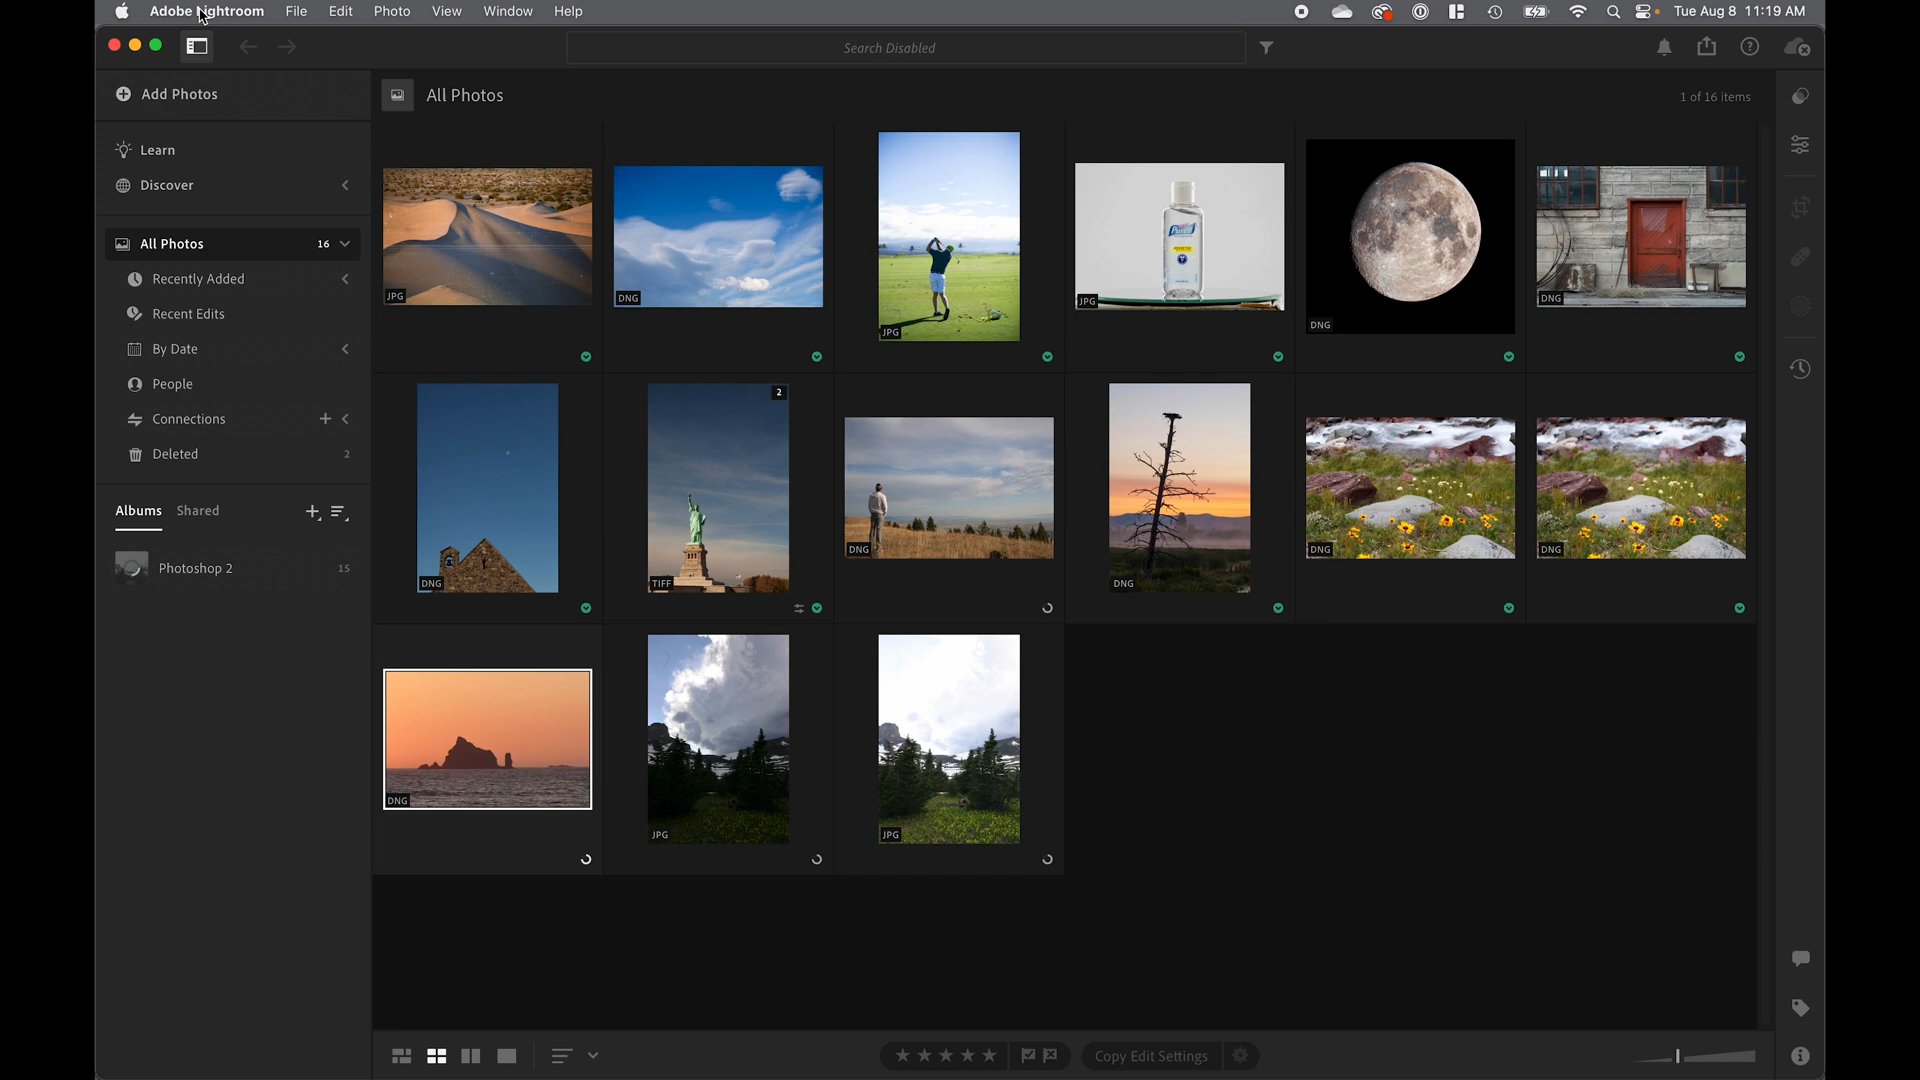 Adobe Lightroom File Edit Photo View Window Help Tue Aug 8 11:19 AM
Search Disabled
Add Photos
All Photos
1 of 16 items
Learn
Discover
All Photos 16
Recently Added
Recent Edits
By Date
People
Connections
Deleted 2
Albums Shared
Photoshop 2 15
JPG
DNG
JPG
JPG
DNG
DNG
Purell
DNG
TIFF
2
DNG
DNG
DNG
DNG
DNG
JPG
JPG
Copy Edit Settings